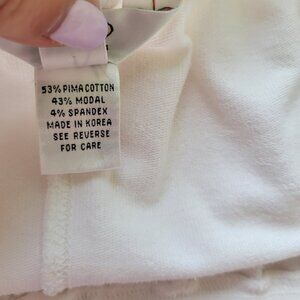 53% PIMA COTTON
43% MODAL
4% SPANDEX
MADE IN KOREA
SEE REVERSE
FOR CARE